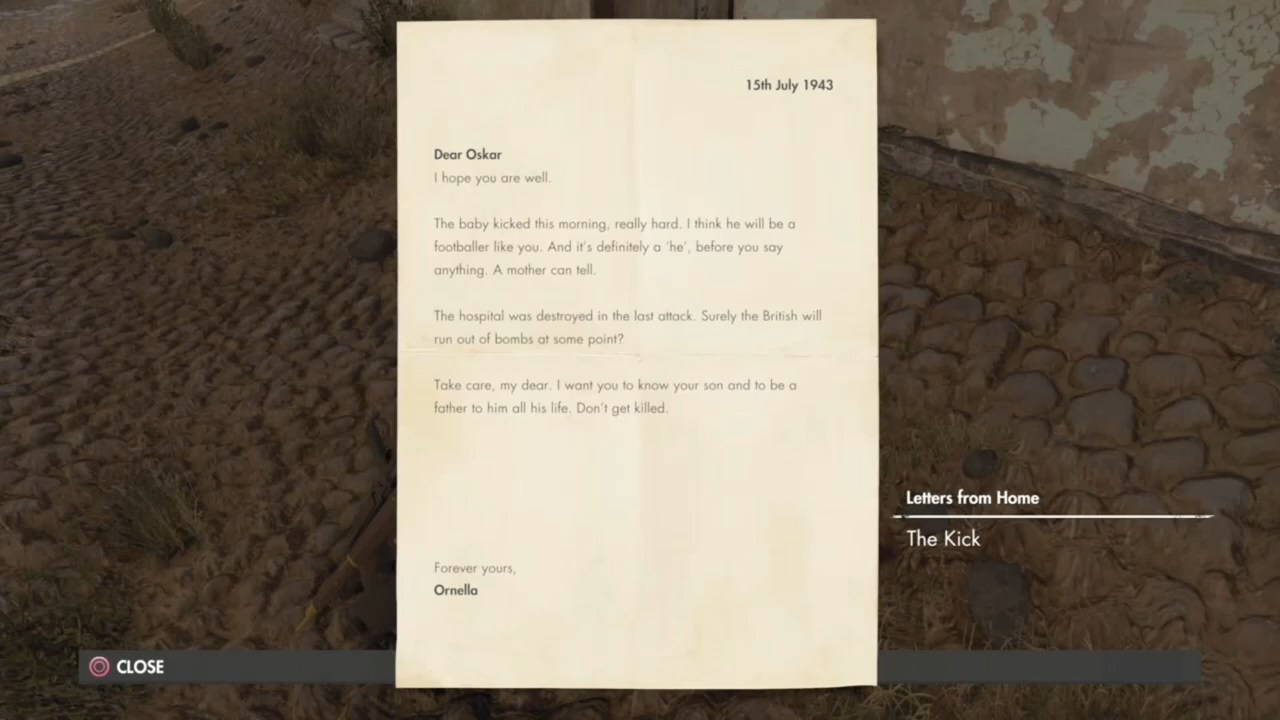 15th July 1943
Dear Oskar
I hope you are well.
The baby kicked this morning, really hard. I think he will be a
footballer like you. And it's definitely a 'he', before you say
anything. A mother can tell.
The hospital was destroyed in the last attack. Surely the British will
run out of bombs at some point?
Take care, my dear. I want you to know your son and to be a
father to him all his life. Don't get killed.
Forever yours,
Ornella
Letters from Home
The Kick
CLOSE